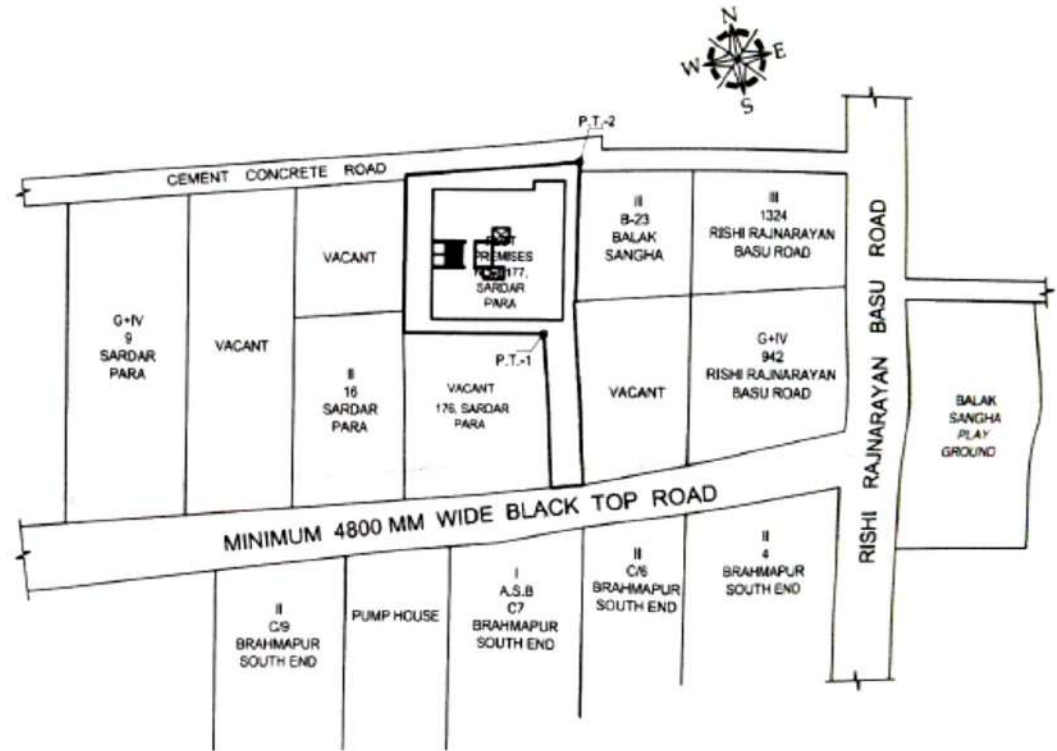 N
W
E
S
P.T.-2
CEMENT CONCRETE ROAD
VACANT
PREMISES
177,
SARDAR
PARA
II
B-23
BALAK
SANGHA
III
1324
RISHI RAJNARAYAN
BASU ROAD
G+IV
9
SARDAR
PARA
VACANT
II
16
SARDAR
PARA
P.T.-1
VACANT
176, SARDAR
PARA
VACANT
G+IV
942
RISHI RAJNARAYAN
BASU ROAD
RISHI RAJNARAYAN BASU ROAD
BALAK
SANGHA
PLAY
GROUND
MINIMUM 4800 MM WIDE BLACK TOP ROAD
II
C/9
BRAHMAPUR
SOUTH END
PUMP HOUSE
I
A.S.B
C7
BRAHMAPUR
SOUTH END
II
C/6
BRAHMAPUR
SOUTH END
II
4
BRAHMAPUR
SOUTH END